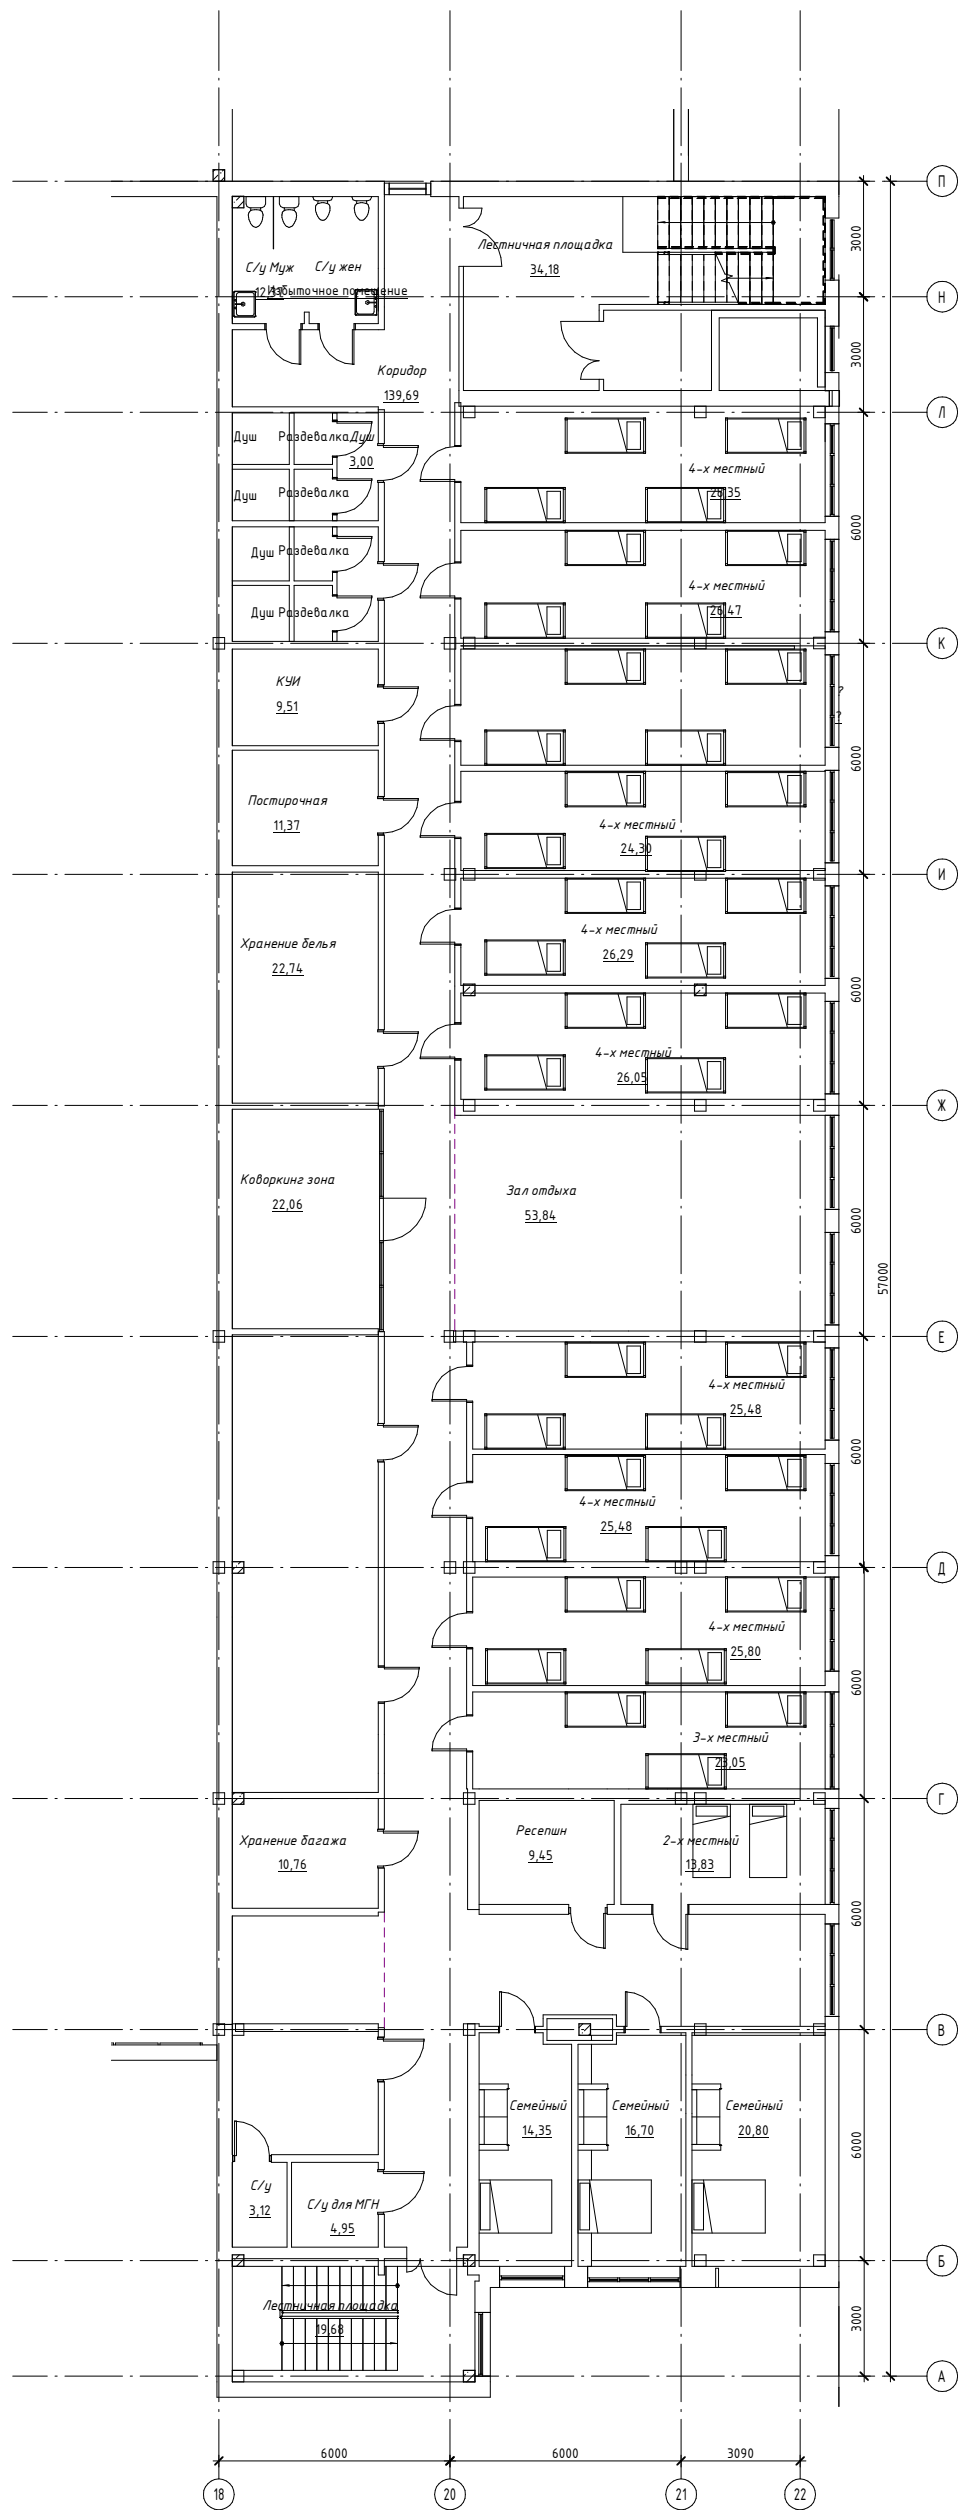 П
3000
Лестничная площадка
34,18
С/у Муж
С/у жен
Избыточное помещение
Н
3000
Коридор
139,69
Л
Душ
Раздевалка
Душ
3,00
4-х местный
26,35
Душ
Раздевалка
6000
Душ
Раздевалка
4-х местный
26,47
Душ
Раздевалка
К
КУИ
9,51
?
?
6000
Постирочная
11,37
4-х местный
24,30
И
4-х местный
26,29
Хранение белья
22,74
6000
4-х местный
26,05
Ж
Коворкинг зона
22,06
Зал отдыха
53,84
6000
57000
Е
4-х местный
25,48
6000
4-х местный
25,48
Д
4-х местный
25,80
6000
3-х местный
23,05
Г
Ресепшн
9,45
Хранение багажа
10,76
2-х местный
13,83
6000
В
Семейный
14,35
Семейный
16,70
Семейный
20,80
6000
С/у
3,12
С/у для МГН
4,95
Б
Лестничная площадка
19,68
3000
А
6000
6000
3090
18
20
21
22